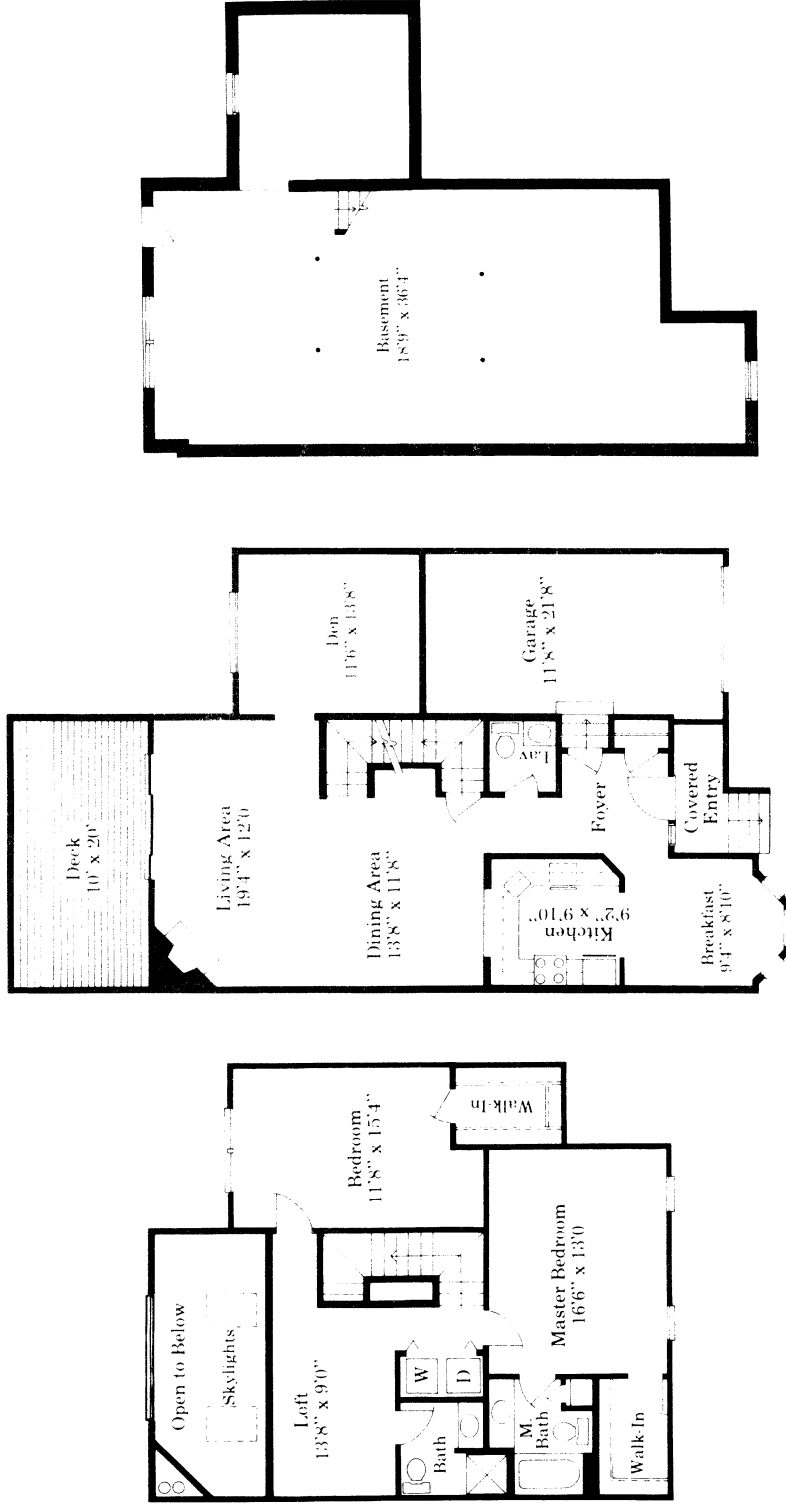 Basement
18'9" x 36'4"
Deck
10' x 20'
Living Area
19'4" x 12'0
Den
11'6" x 13'8"
Dining Area
13'8" x 11'8"
Garage
11'8" x 21'8"
Lav
Foyer
Kitchen
9'2" x 9'10"
Covered
Entry
Breakfast
9'4" x 8'10"
Open to Below
Skylights
Bedroom
11'8" x 15'4"
Walk-In
Loft
13'8" x 9'0"
W
D
Bath
M.
Bath
Master Bedroom
16'6" x 13'0
Walk-In